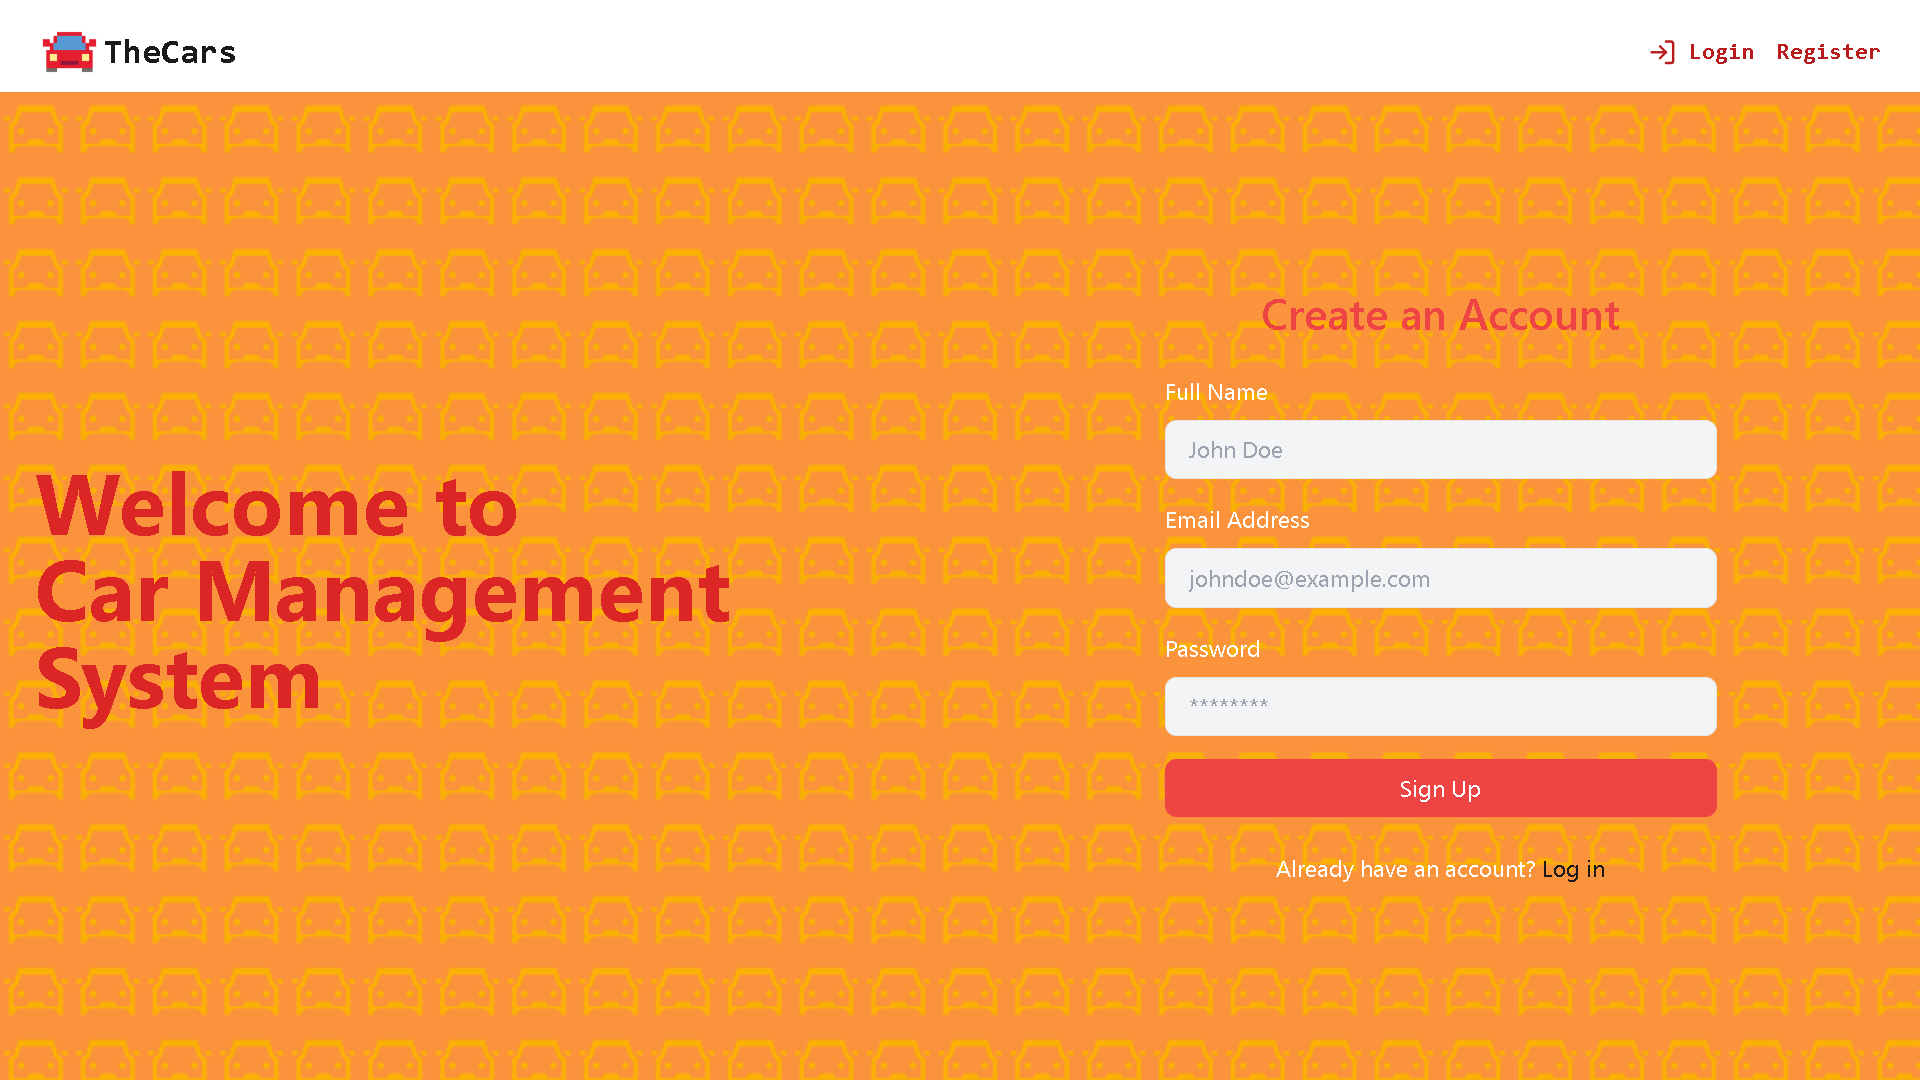 TheCars
Login Register
Welcome to
Car Management
System
Create an Account
Full Name
John Doe
Email Address
johndoe@example.com
Password
********
Sign Up
Already have an account? Log in